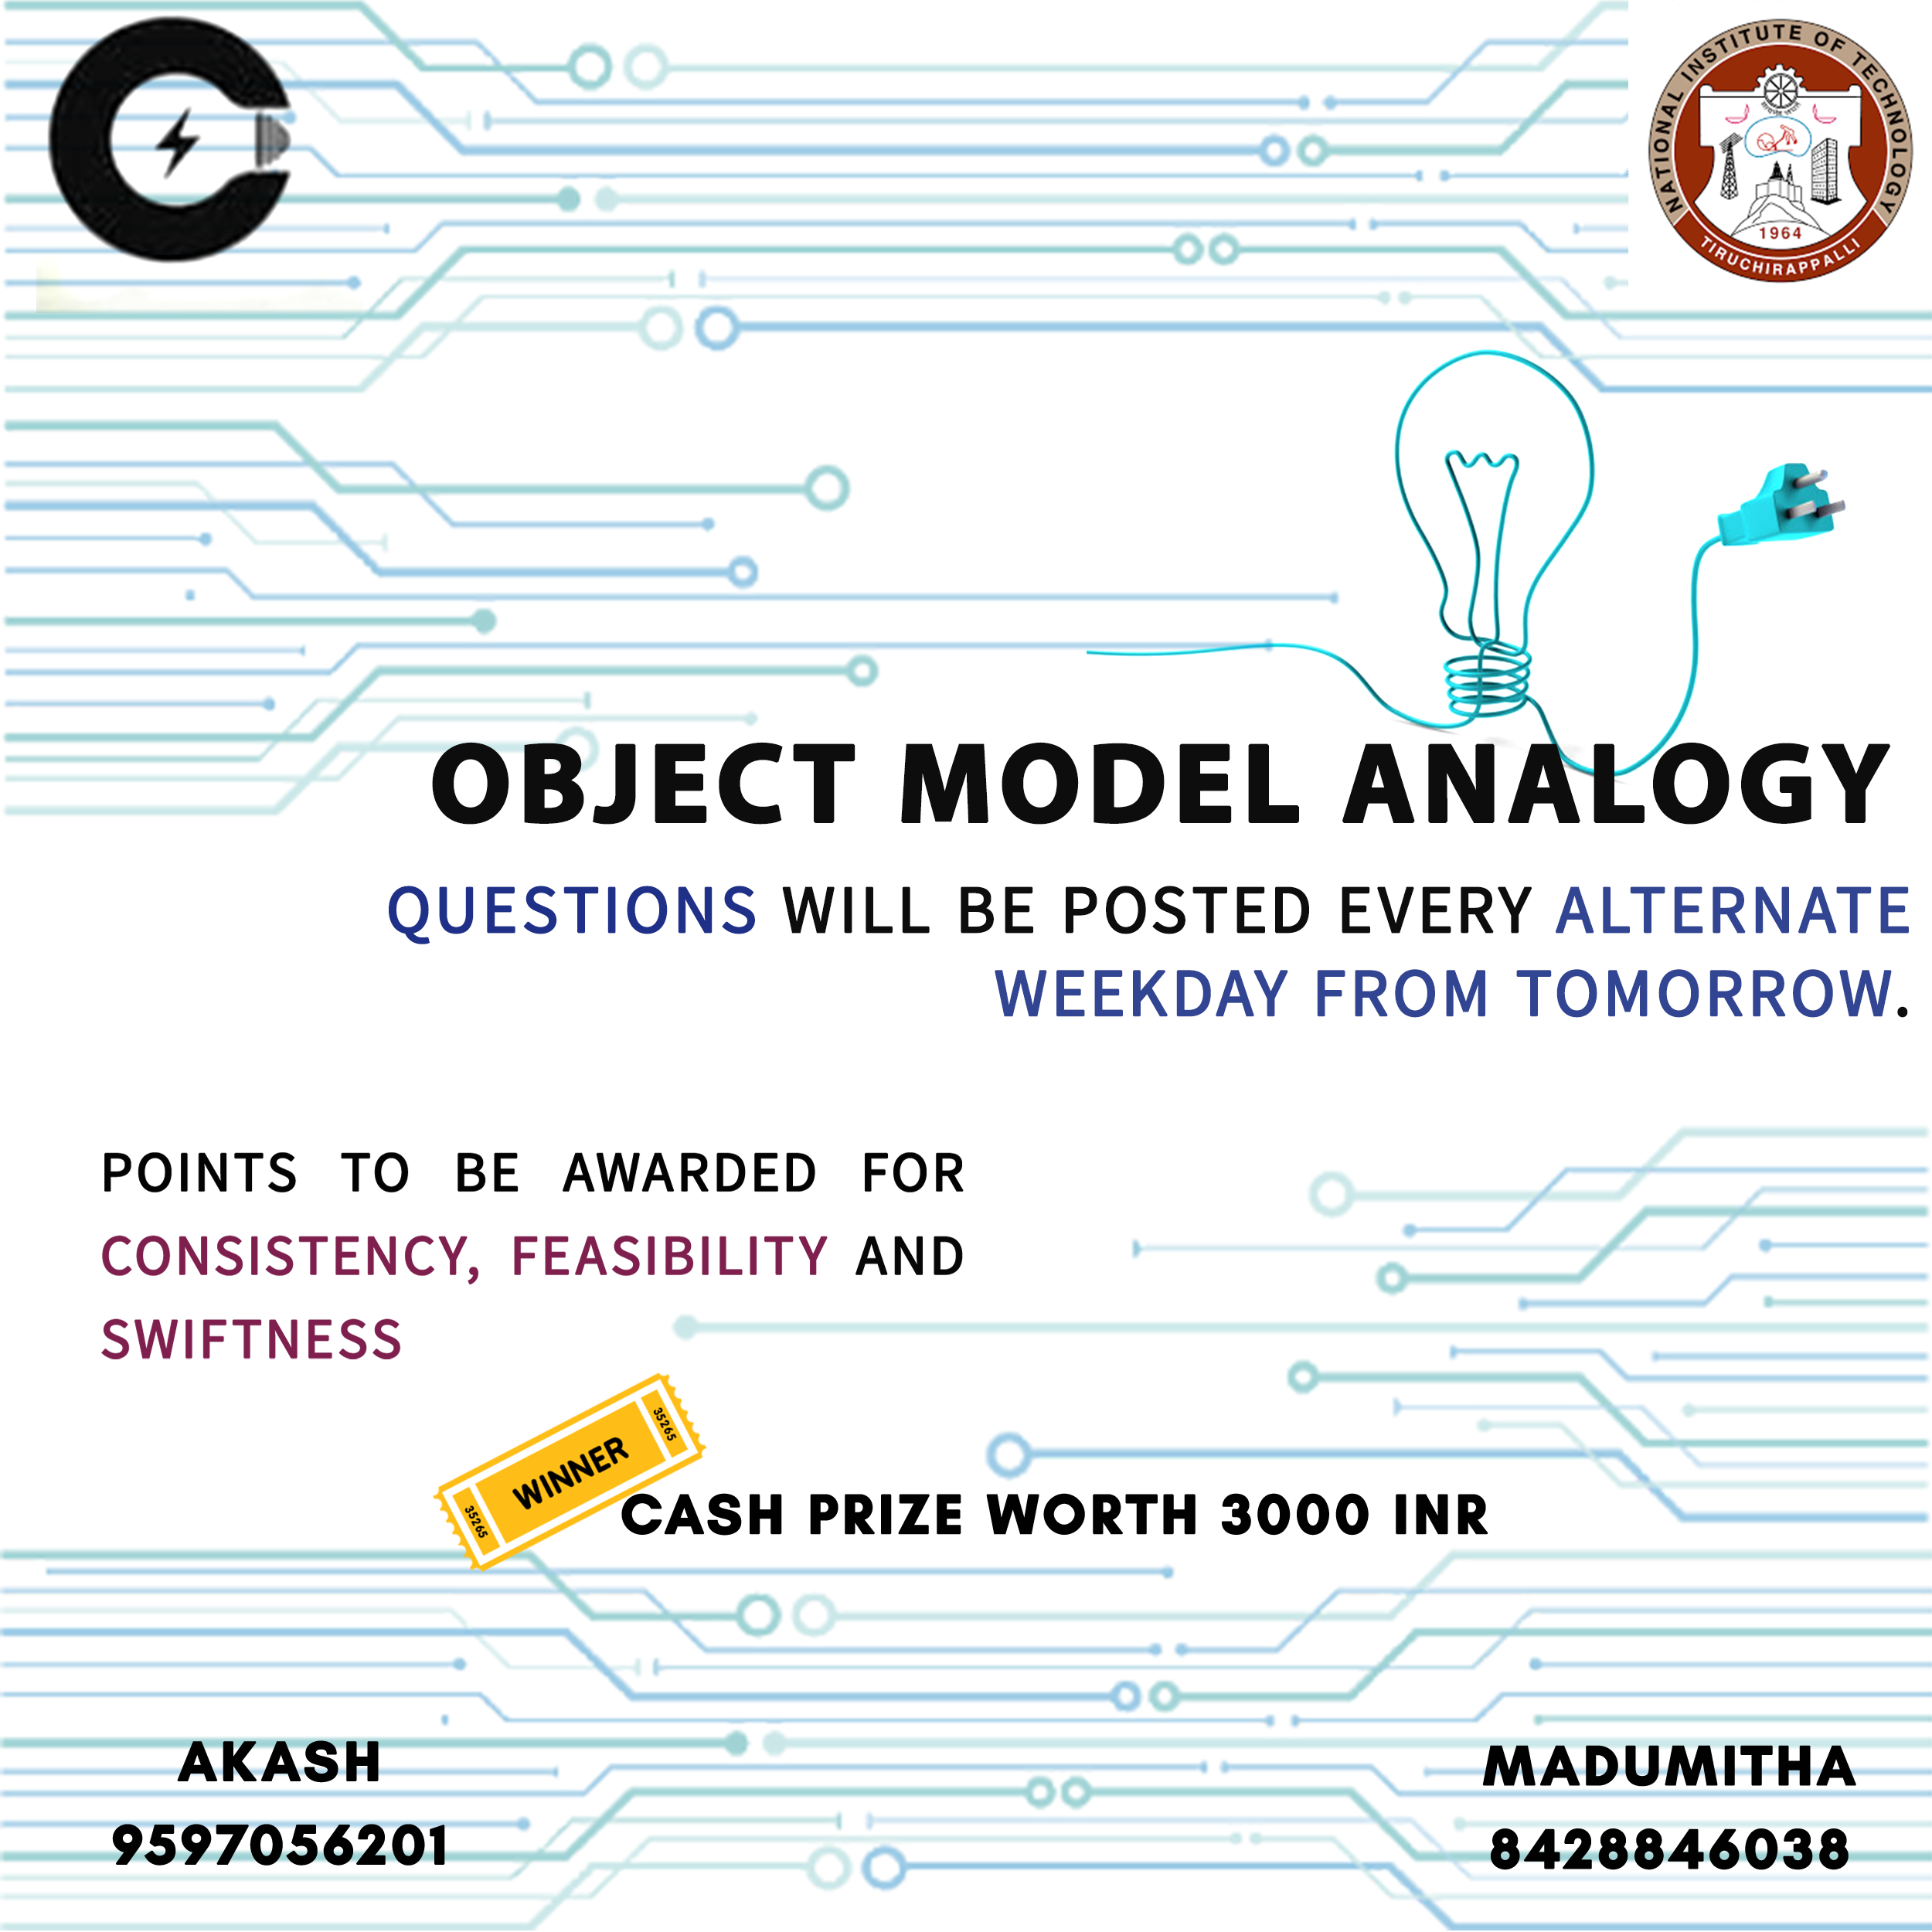 NATIONAL INSTITUTE OF TECHNOLOGY
1964
TIRUCHIRAPPALLI
OBJECT MODEL ANALOGY
QUESTIONS WILL BE POSTED EVERY ALTERNATE
WEEKDAY FROM TOMORROW.
POINTS TO BE AWARDED FOR
CONSISTENCY, FEASIBILITY AND
SWIFTNESS
35265
WINNER
35265
CASH PRIZE WORTH 3000 INR
AKASH
9597056201
MADUMITHA
8428846038